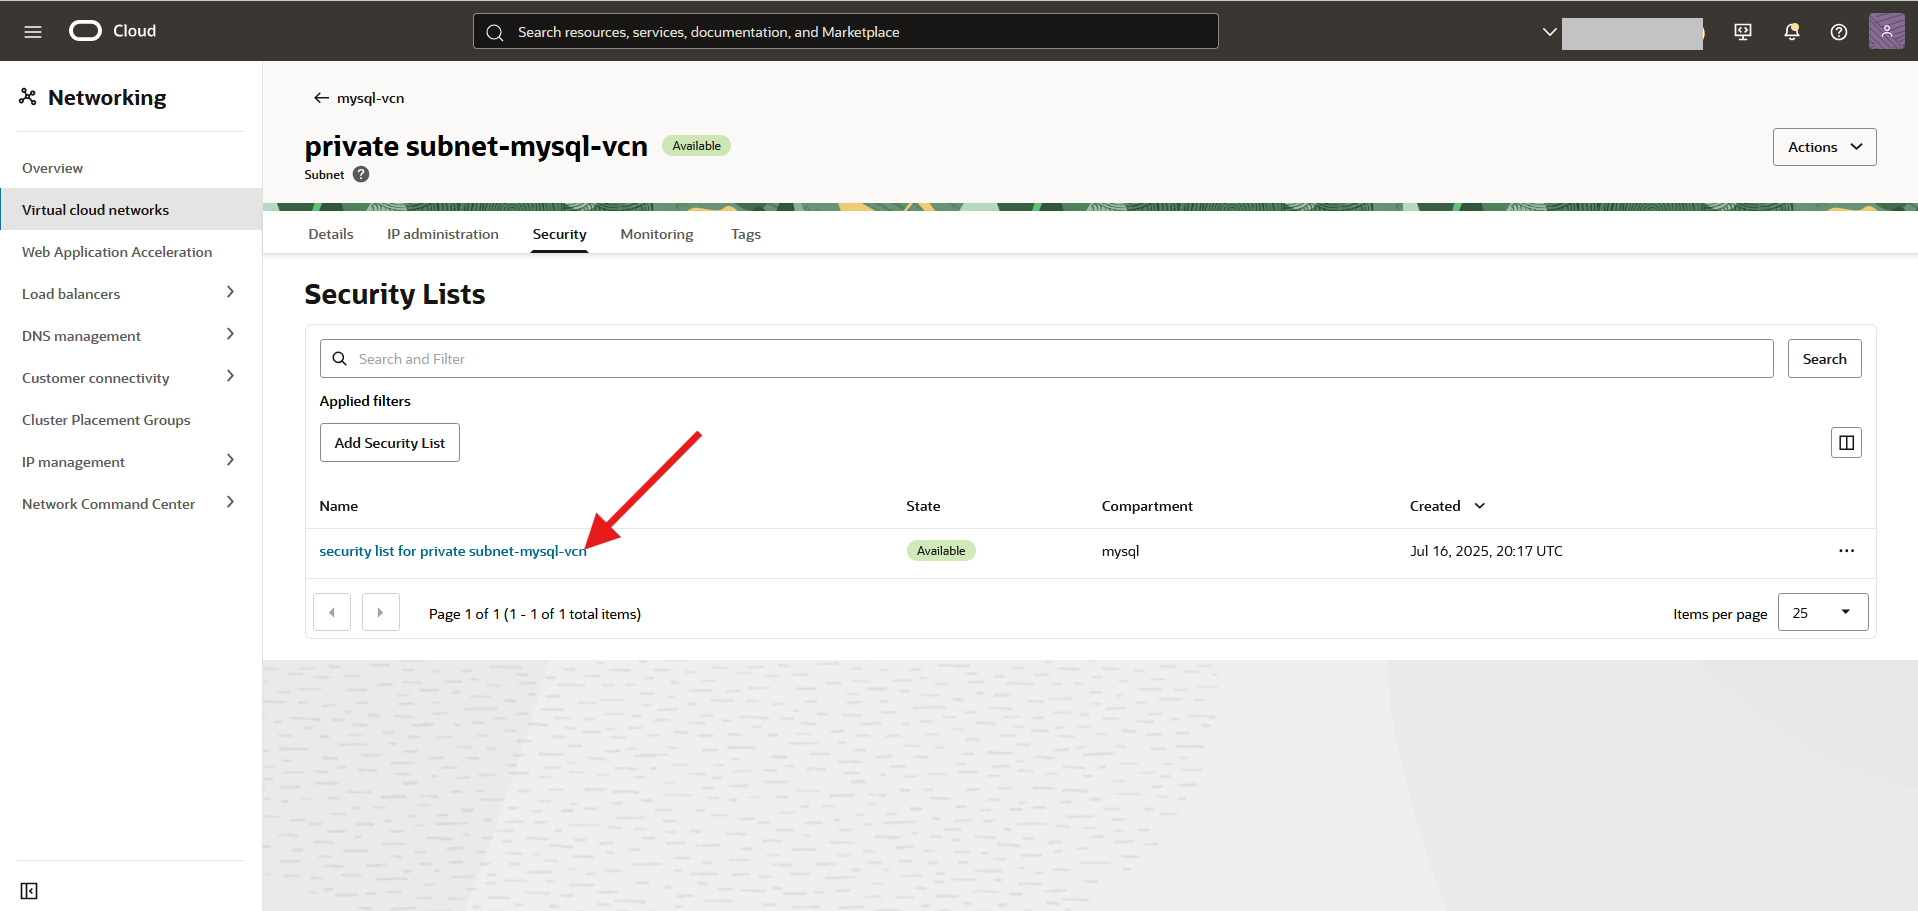 Cloud
Search resources, services, documentation, and Marketplace
Networking
Overview
Virtual cloud networks
Web Application Acceleration
Load balancers
DNS management
Customer connectivity
Cluster Placement Groups
IP management
Network Command Center
mysql-vcn
private subnet-mysql-vcn Available
Subnet ?
Actions
Details IP administration Security Monitoring Tags
Security Lists
Search and Filter Search
Applied filters
Add Security List
Name State Compartment Created
security list for private subnet-mysql-vcn Available mysql Jul 16, 2025, 20:17 UTC
Page 1 of 1 (1 - 1 of 1 total items) Items per page 25